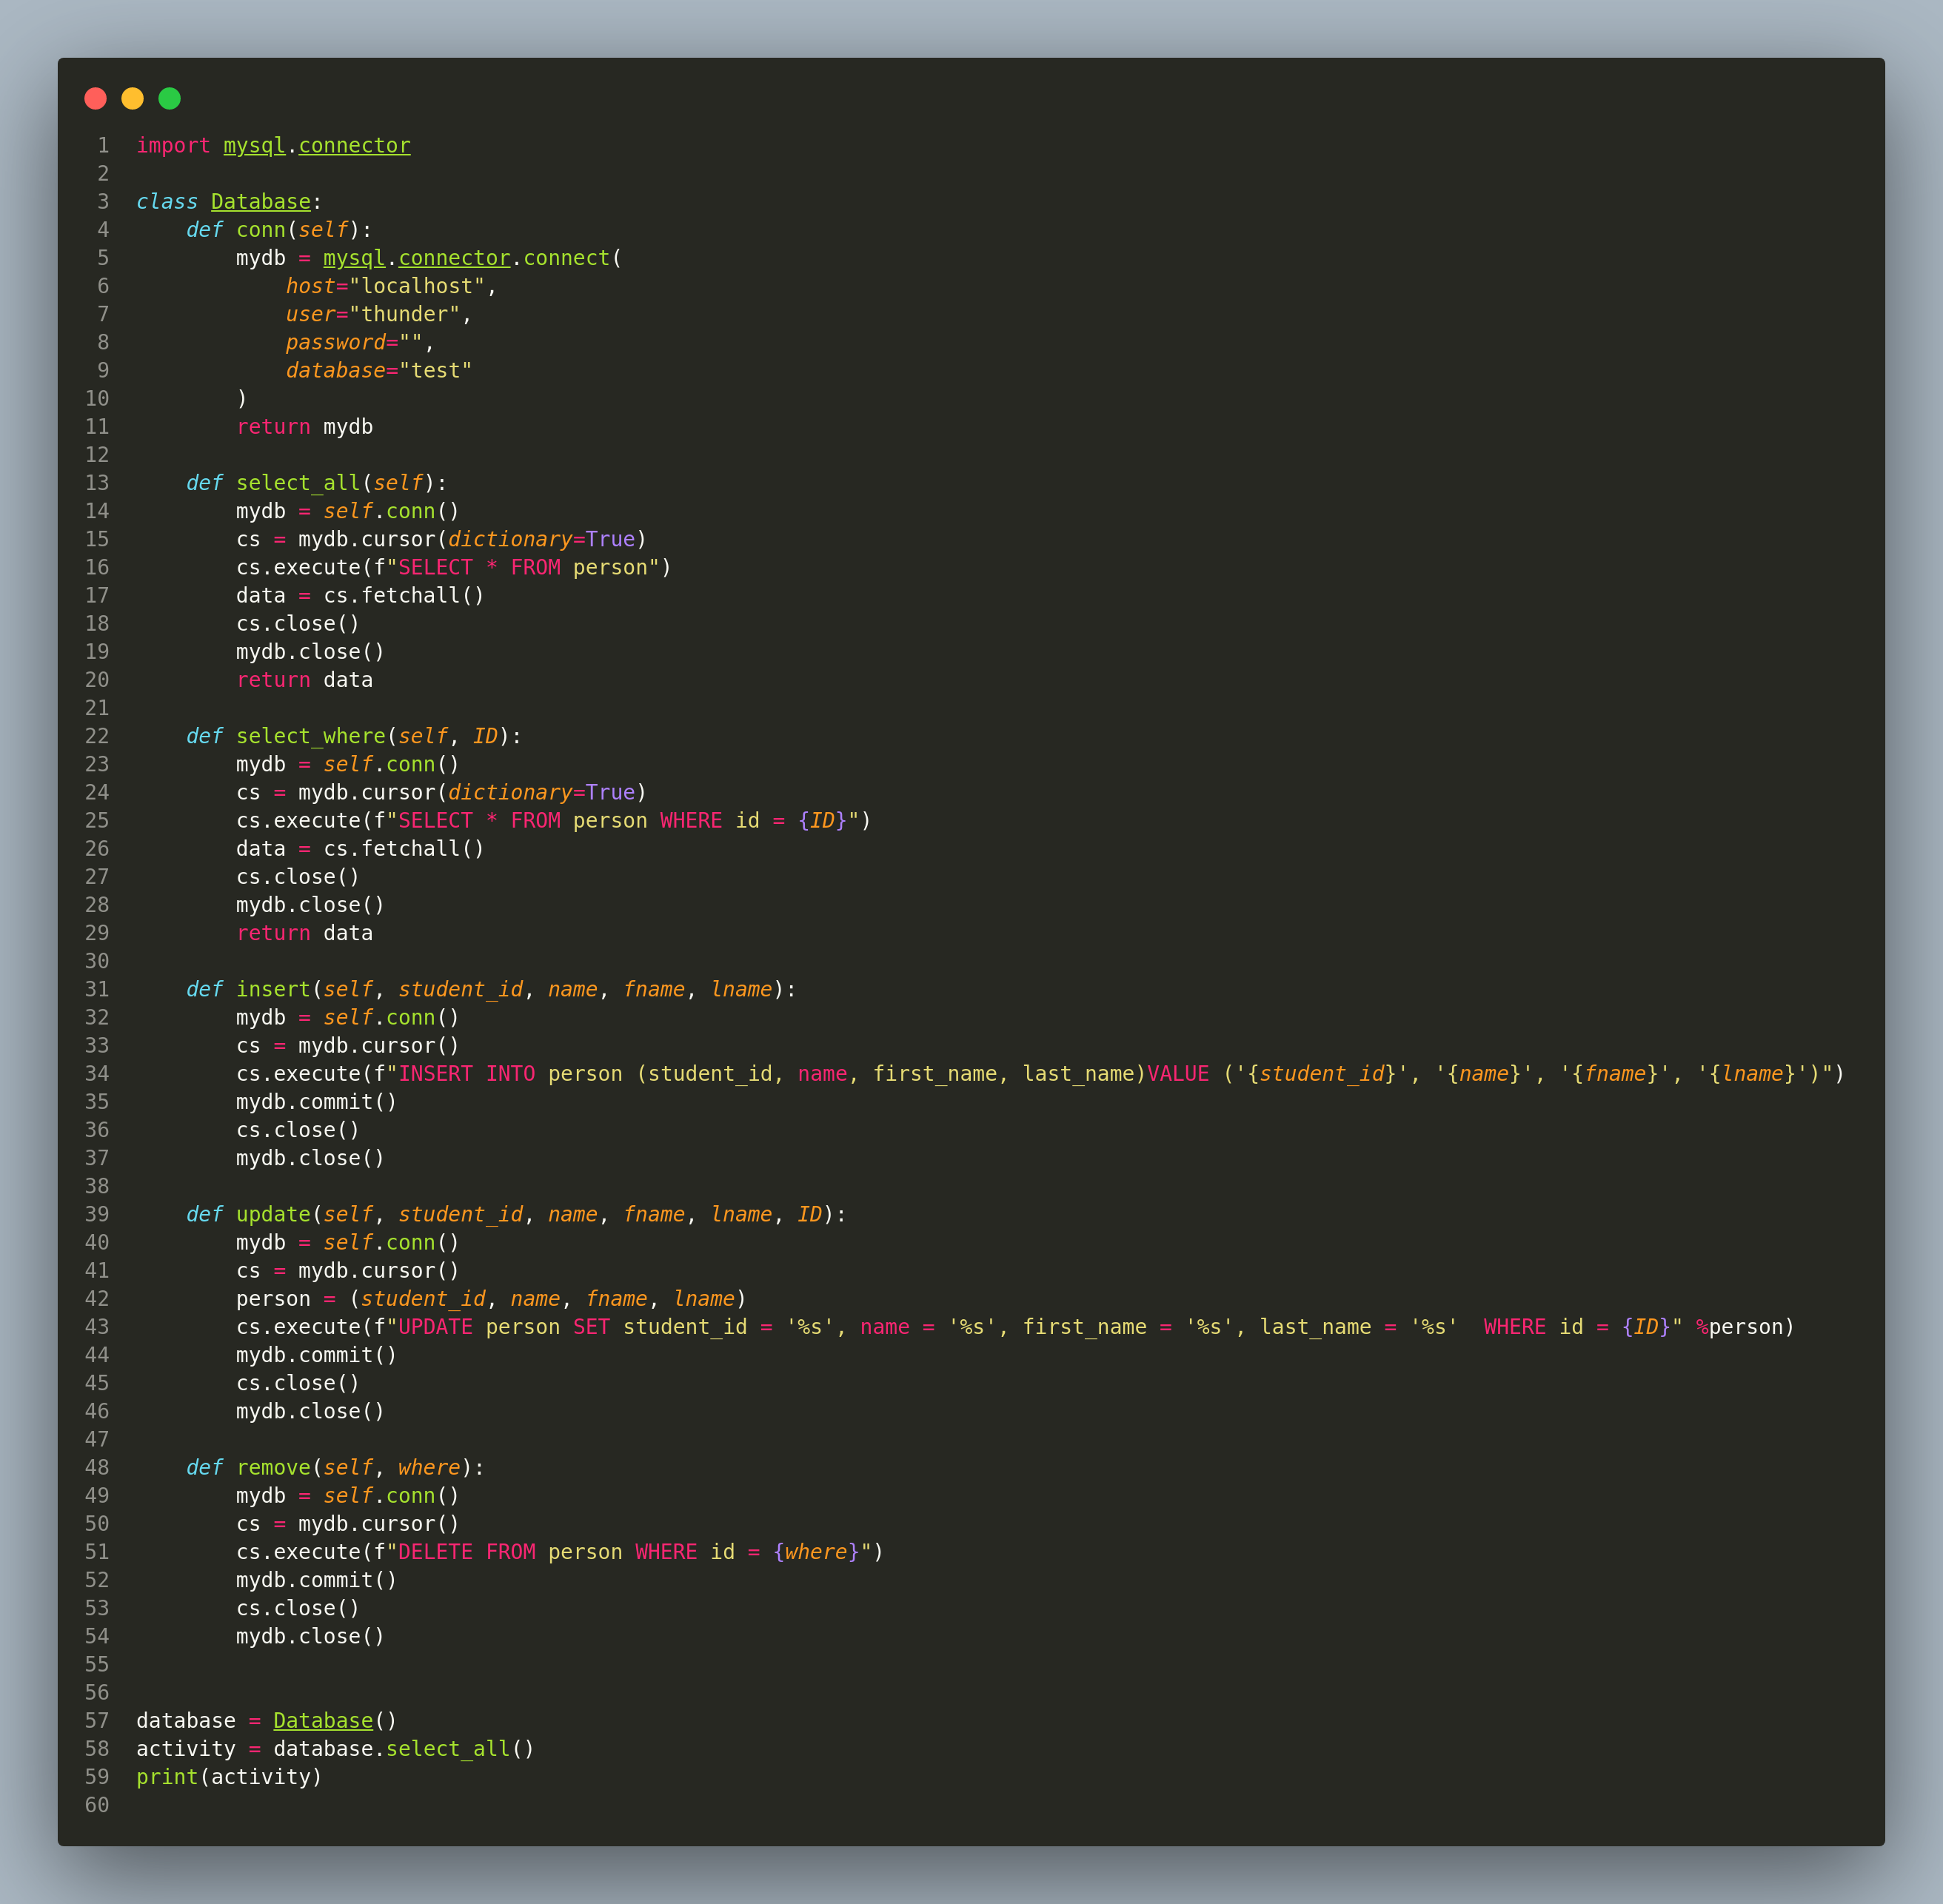 1 import mysql.connector
2
3 class Database:
4     def conn(self):
5         mydb = mysql.connector.connect(
6             host="localhost",
7             user="thunder",
8             password="",
9             database="test"
10         )
11         return mydb
12
13     def select_all(self):
14         mydb = self.conn()
15         cs = mydb.cursor(dictionary=True)
16         cs.execute(f"SELECT * FROM person")
17         data = cs.fetchall()
18         cs.close()
19         mydb.close()
20         return data
21
22     def select_where(self, ID):
23         mydb = self.conn()
24         cs = mydb.cursor(dictionary=True)
25         cs.execute(f"SELECT * FROM person WHERE id = {ID}")
26         data = cs.fetchall()
27         cs.close()
28         mydb.close()
29         return data
30
31     def insert(self, student_id, name, fname, lname):
32         mydb = self.conn()
33         cs = mydb.cursor()
34         cs.execute(f"INSERT INTO person (student_id, name, first_name, last_name)VALUE ('{student_id}', '{name}', '{fname}', '{lname}')")
35         mydb.commit()
36         cs.close()
37         mydb.close()
38
39     def update(self, student_id, name, fname, lname, ID):
40         mydb = self.conn()
41         cs = mydb.cursor()
42         person = (student_id, name, fname, lname)
43         cs.execute(f"UPDATE person SET student_id = '%s', name = '%s', first_name = '%s', last_name = '%s'  WHERE id = {ID}" %person)
44         mydb.commit()
45         cs.close()
46         mydb.close()
47
48     def remove(self, where):
49         mydb = self.conn()
50         cs = mydb.cursor()
51         cs.execute(f"DELETE FROM person WHERE id = {where}")
52         mydb.commit()
53         cs.close()
54         mydb.close()
55
56
57 database = Database()
58 activity = database.select_all()
59 print(activity)
60